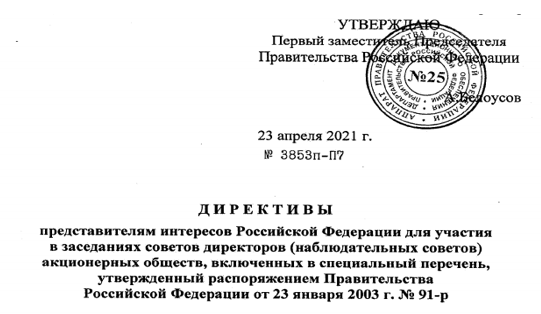 УТВЕРЖДАЮ
Первый заместитель Председателя
Правительства Российской Федерации
№25
А.Белоусов
23 апреля 2021 г.
№ 3853п-П7
ДИРЕКТИВЫ
представителям интересов Российской Федерации для участия
в заседаниях советов директоров (наблюдательных советов)
акционерных обществ, включенных в специальный перечень,
утвержденный распоряжением Правительства
Российской Федерации от 23 января 2003 г. № 91-р